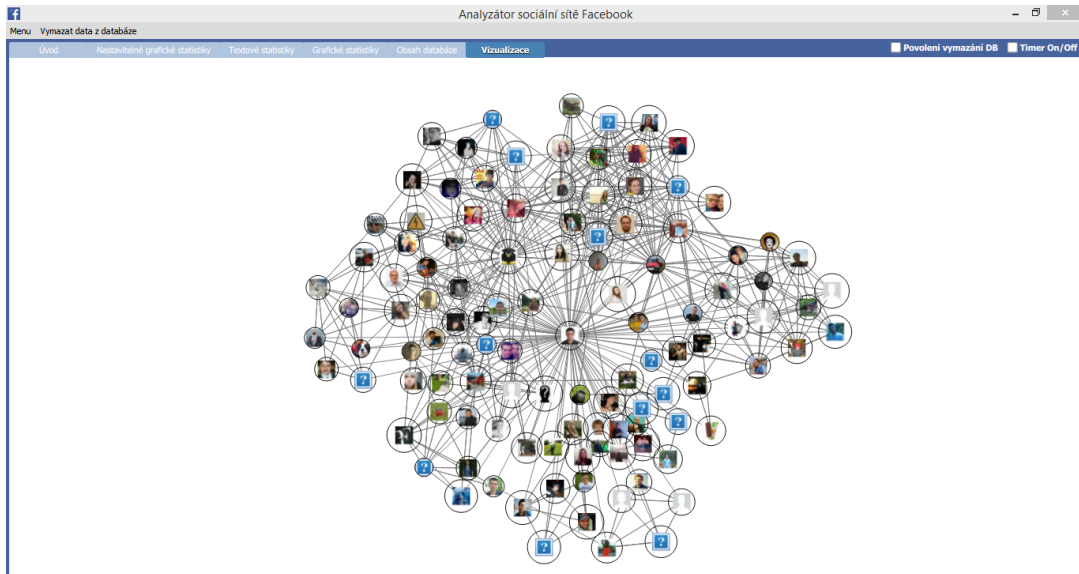 Analyzátor sociální sítě Facebook
Menu Vymazat data z databáze
Úvod Nastavitelné grafické statistiky Textové statistiky Grafické statistiky Obsah databáze Vizualizace Povolení vymazání DB Timer On/Off